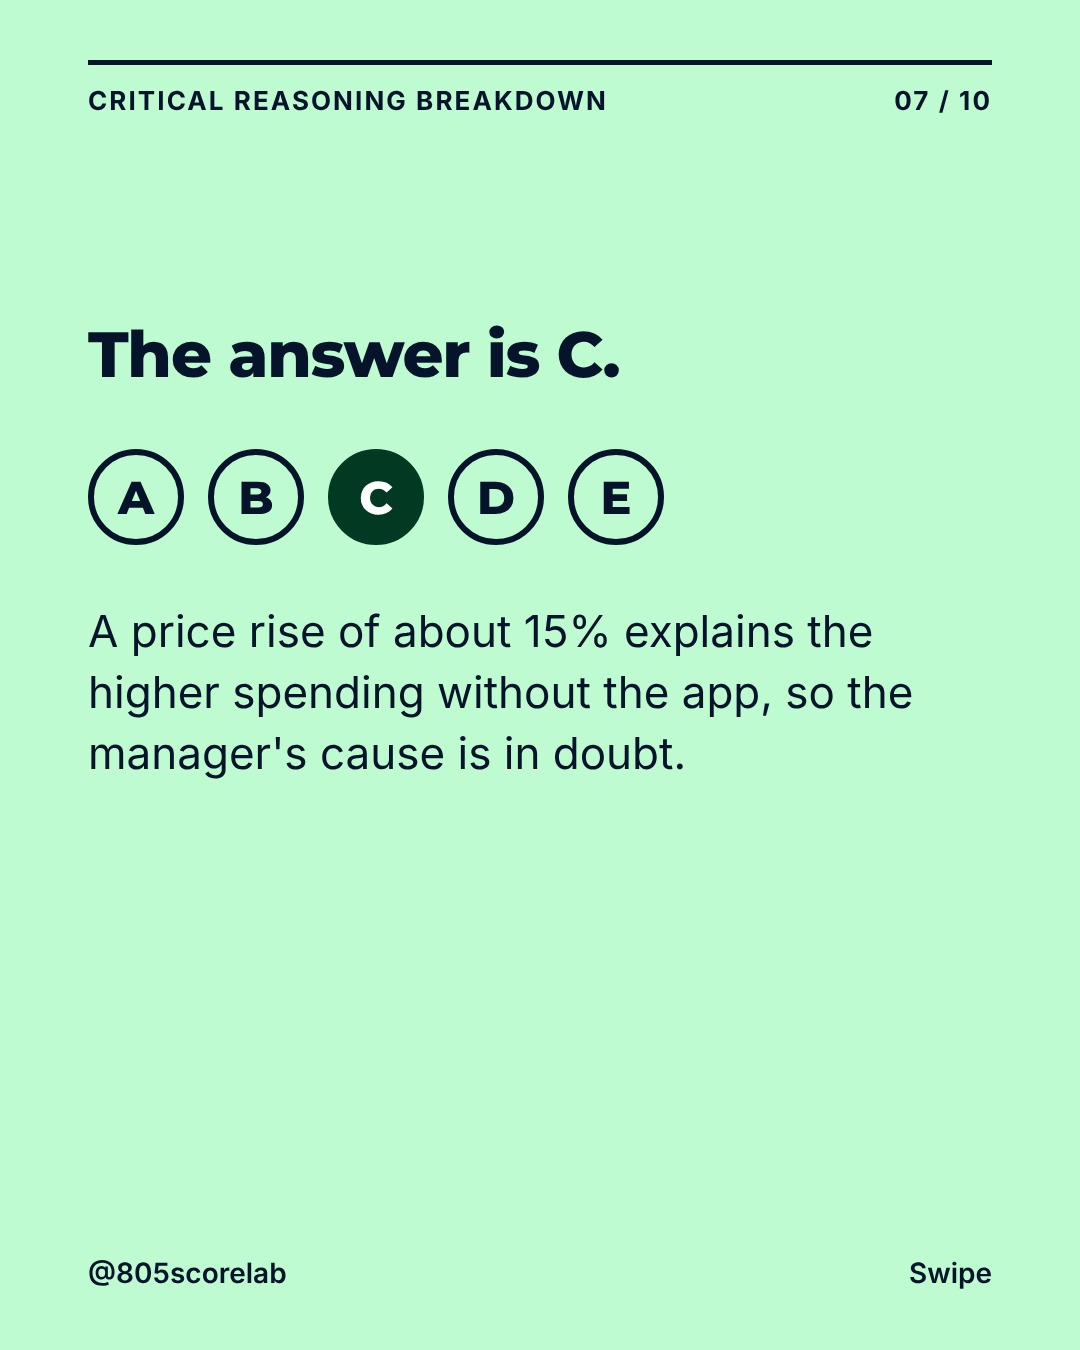 CRITICAL REASONING BREAKDOWN
07 / 10
The answer is C.
A B C D E
A price rise of about 15% explains the
higher spending without the app, so the
manager's cause is in doubt.
@805scorelab
Swipe